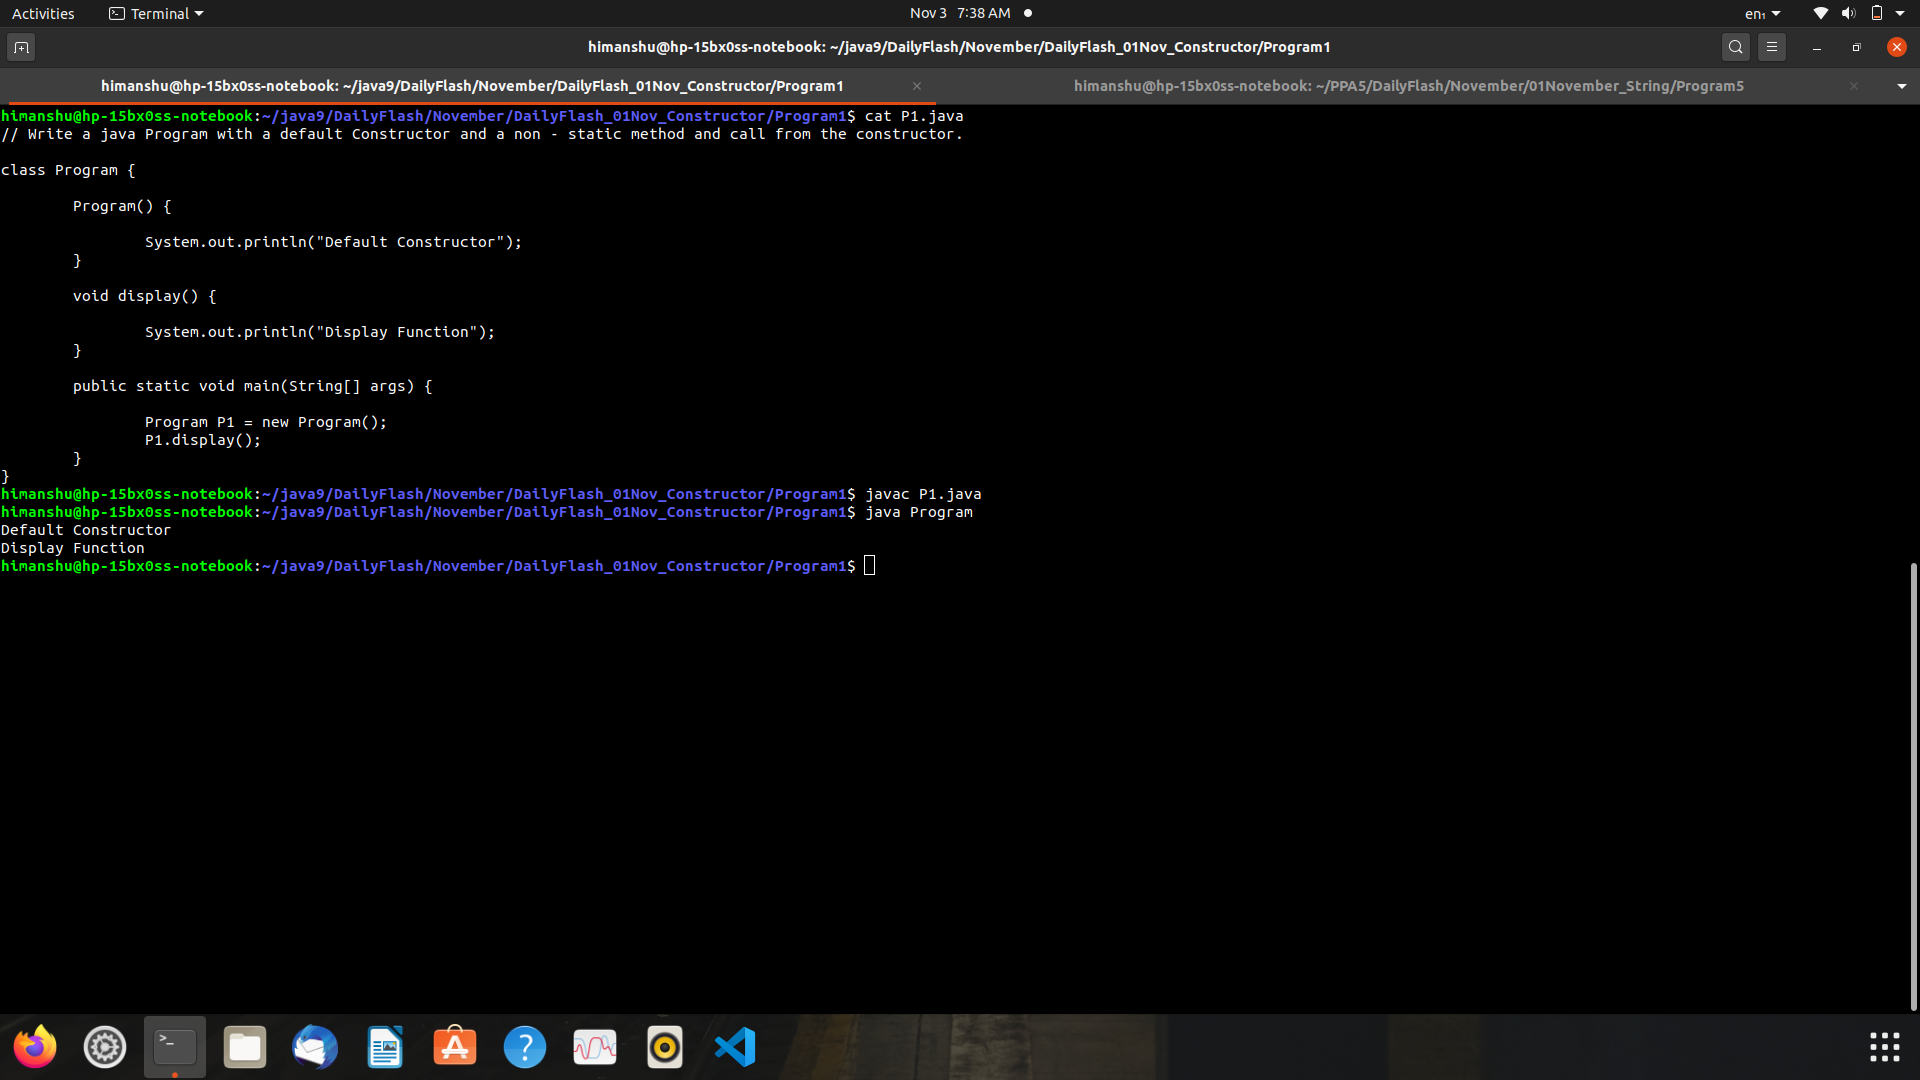 Activities Terminal Nov 3 7:38 AM en₁
himanshu@hp-15bx0ss-notebook: ~/java9/DailyFlash/November/DailyFlash_01Nov_Constructor/Program1
himanshu@hp-15bx0ss-notebook: ~/java9/DailyFlash/November/DailyFlash_01Nov_Constructor/Program1 himanshu@hp-15bx0ss-notebook: ~/PPA5/DailyFlash/November/01November_String/Program5
himanshu@hp-15bx0ss-notebook:~/java9/DailyFlash/November/DailyFlash_01Nov_Constructor/Program1$ cat P1.java
// Write a java Program with a default Constructor and a non - static method and call from the constructor.
class Program {
Program() {
System.out.println("Default Constructor");
}
void display() {
System.out.println("Display Function");
}
public static void main(String[] args) {
Program P1 = new Program();
P1.display();
}
}
himanshu@hp-15bx0ss-notebook:~/java9/DailyFlash/November/DailyFlash_01Nov_Constructor/Program1$ javac P1.java
himanshu@hp-15bx0ss-notebook:~/java9/DailyFlash/November/DailyFlash_01Nov_Constructor/Program1$ java Program
Default Constructor
Display Function
himanshu@hp-15bx0ss-notebook:~/java9/DailyFlash/November/DailyFlash_01Nov_Constructor/Program1$